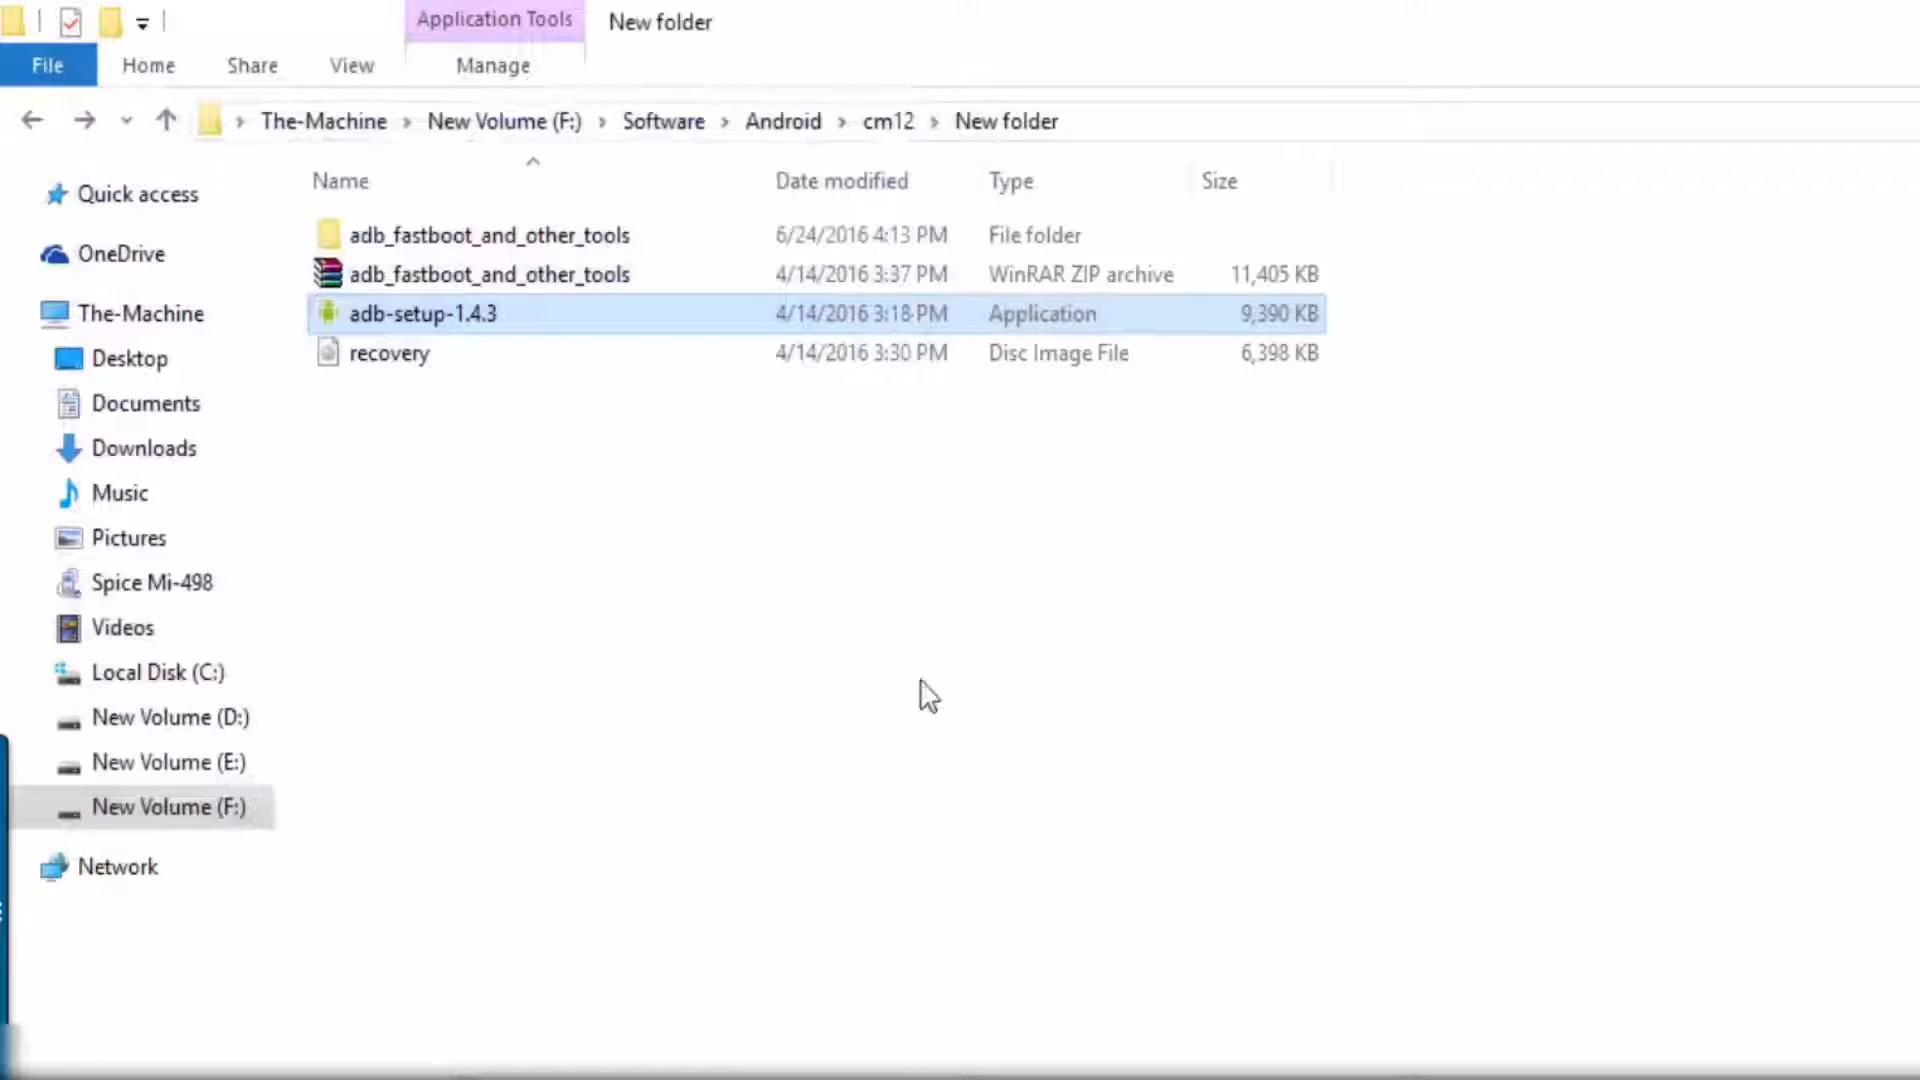 Application Tools New folder
File Home Share View Manage
The-Machine New Volume (F:) Software Android cm12 New folder
Name Date modified Type Size
adb_fastboot_and_other_tools 6/24/2016 4:13 PM File folder
adb_fastboot_and_other_tools 4/14/2016 3:37 PM WinRAR ZIP archive 11,405 KB
adb-setup-1.4.3 4/14/2016 3:18 PM Application 9,390 KB
recovery 4/14/2016 3:30 PM Disc Image File 6,398 KB
Quick access
OneDrive
The-Machine
Desktop
Documents
Downloads
Music
Pictures
Spice Mi-498
Videos
Local Disk (C:)
New Volume (D:)
New Volume (E:)
New Volume (F:)
Network